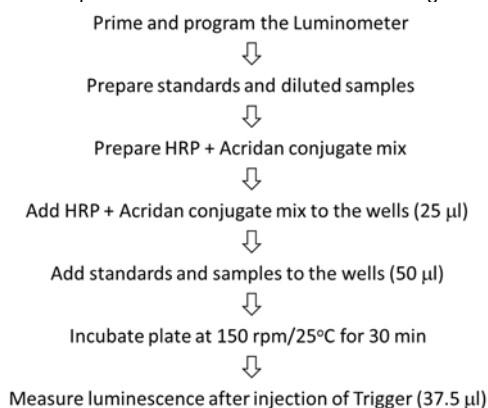 Prime and program the Luminometer
Prepare standards and diluted samples
Prepare HRP + Acridan conjugate mix
Add HRP + Acridan conjugate mix to the wells (25 µl)
Add standards and samples to the wells (50 µl)
Incubate plate at 150 rpm/25°C for 30 min
Measure luminescence after injection of Trigger (37.5 µl)